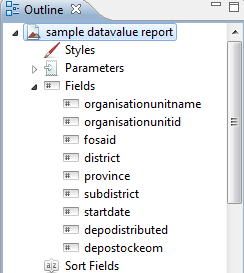 Outline
sample datavalue report
Styles
Parameters
Fields
organisationunitname
organisationunitid
fosaid
district
province
subdistrict
startdate
depodistributed
depostockeom
Sort Fields